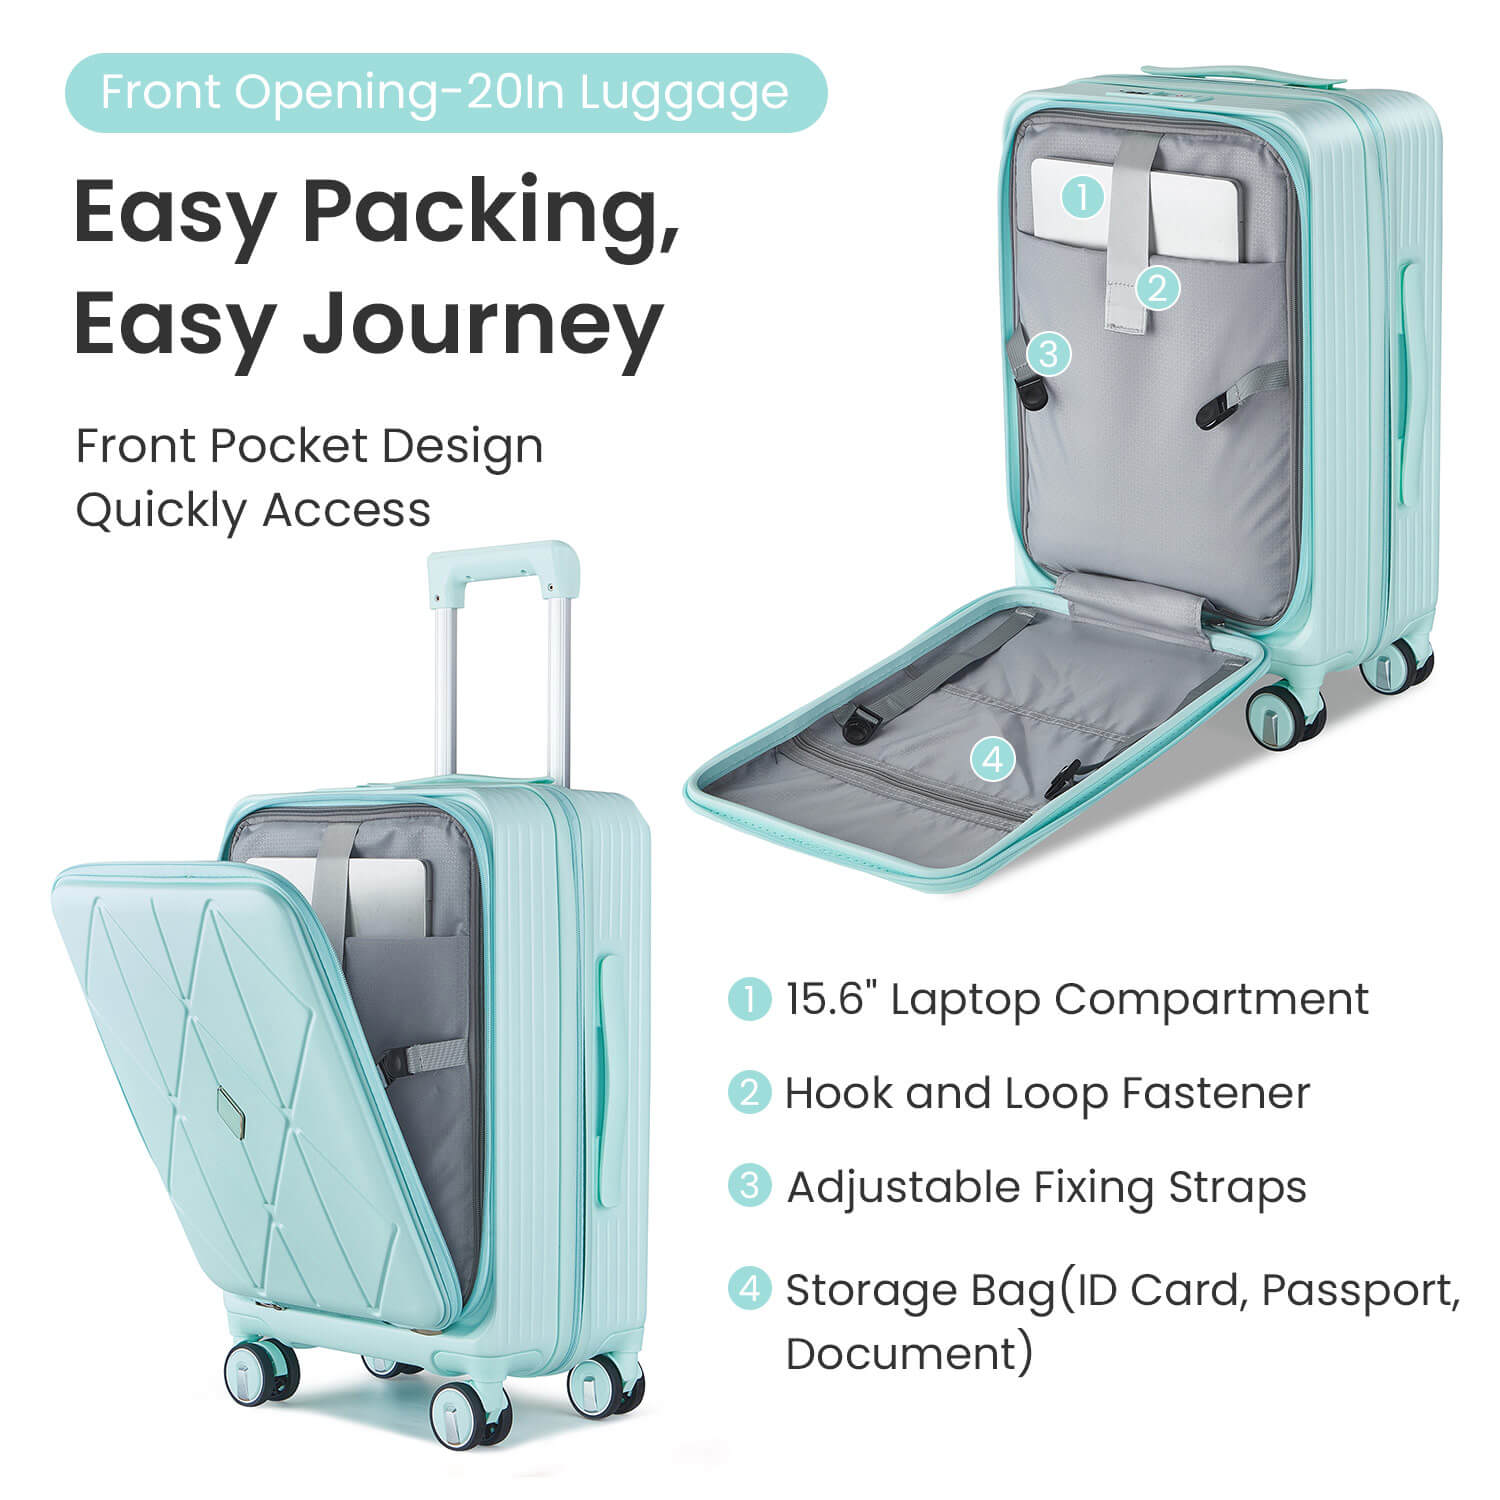 Front Opening-20In Luggage
Easy Packing,
Easy Journey
Front Pocket Design
Quickly Access
1
2
3
4
1 15.6" Laptop Compartment
2 Hook and Loop Fastener
3 Adjustable Fixing Straps
4 Storage Bag(ID Card, Passport,
Document)